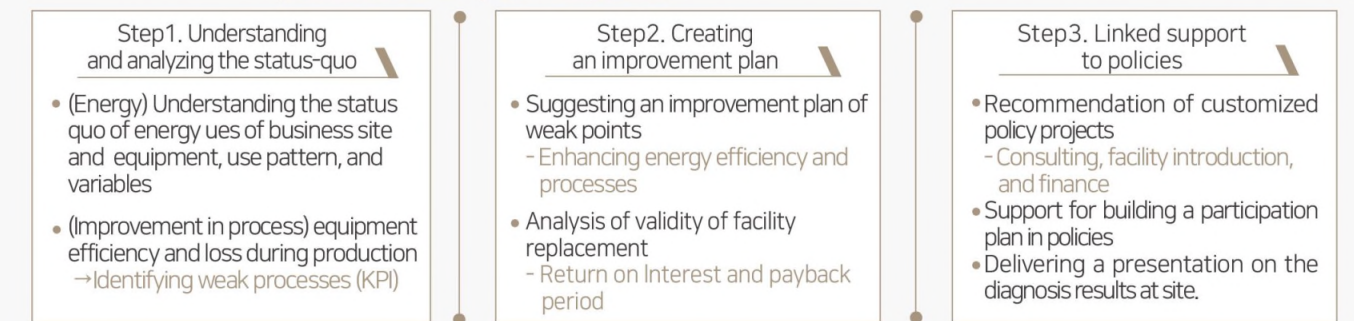 Step1. Understanding
and analyzing the status-quo
• (Energy) Understanding the status
quo of energy ues of business site
and equipment, use pattern, and
variables
• (Improvement in process) equipment
efficiency and loss during production
→Identifying weak processes (KPI)
Step2. Creating
an improvement plan
• Suggesting an improvement plan of
weak points
- Enhancing energy efficiency and
processes
• Analysis of validity of facility
replacement
- Return on Interest and payback
period
Step3. Linked support
to policies
• Recommendation of customized
policy projects
- Consulting, facility introduction,
and finance
• Support for building a participation
plan in policies
• Delivering a presentation on the
diagnosis results at site.